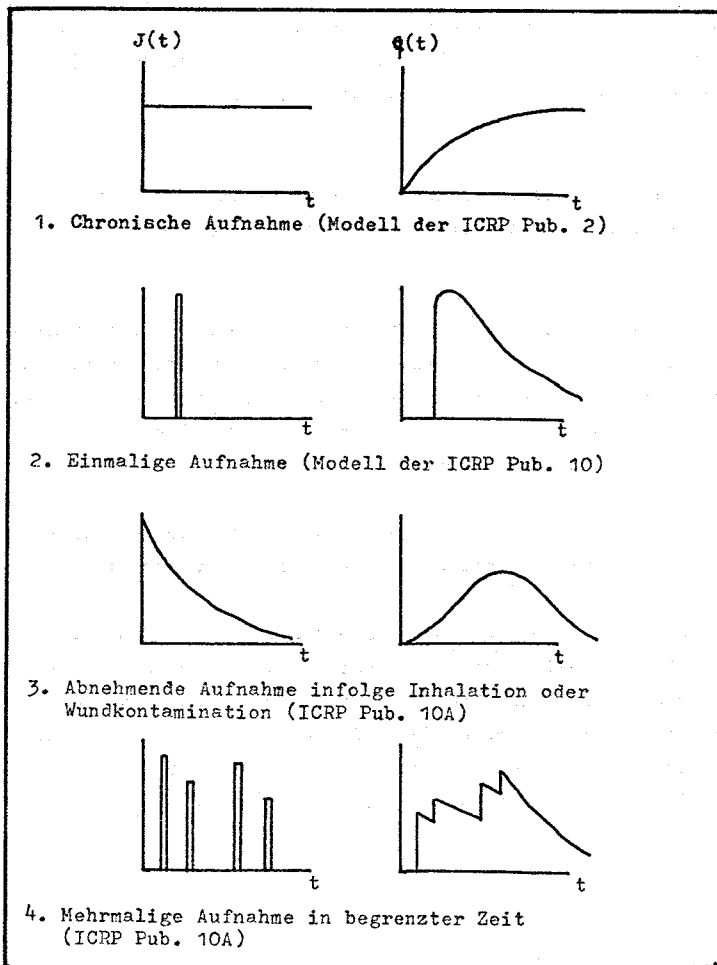 J(t) q(t)
t t
1. Chronische Aufnahme (Modell der ICRP Pub. 2)
t t
2. Einmalige Aufnahme (Modell der ICRP Pub. 10)
t t
3. Abnehmende Aufnahme infolge Inhalation oder
Wundkontamination (ICRP Pub. 10A)
t t
4. Mehrmalige Aufnahme in begrenzter Zeit
(ICRP Pub. 10A)